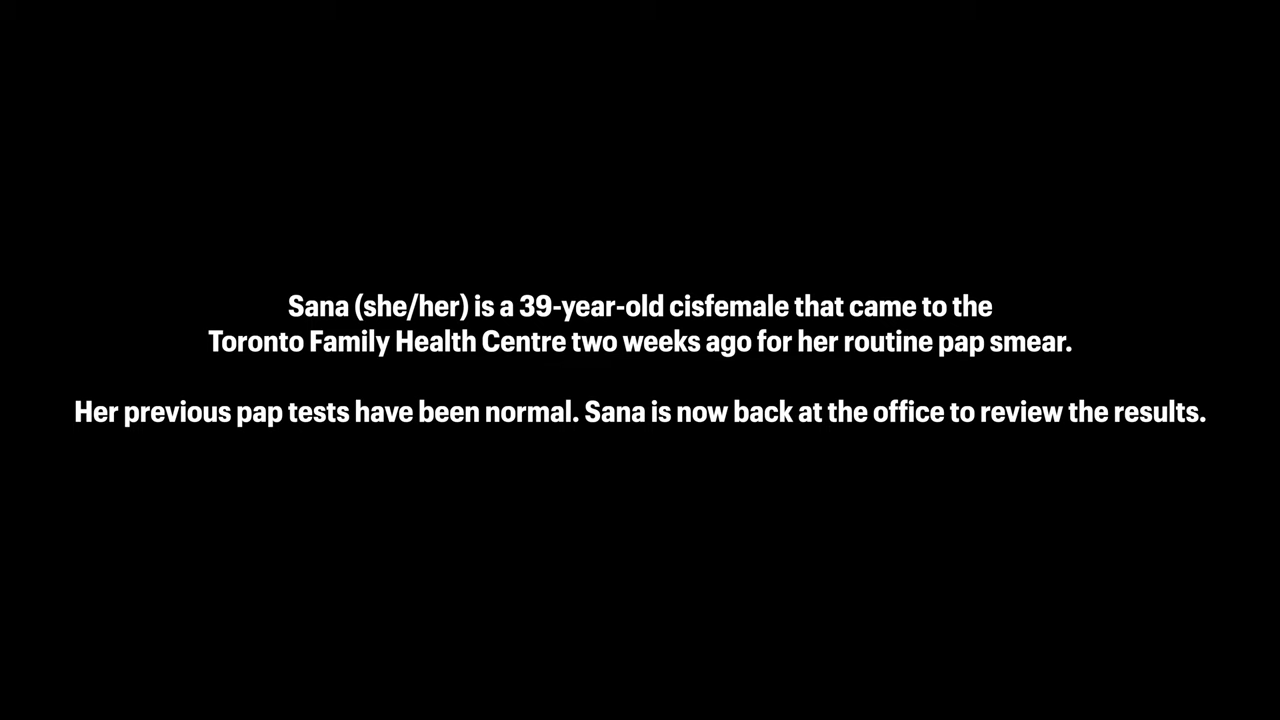 Sana (she/her) is a 39-year-old cisfemale that came to the
Toronto Family Health Centre two weeks ago for her routine pap smear.
Her previous pap tests have been normal. Sana is now back at the office to review the results.